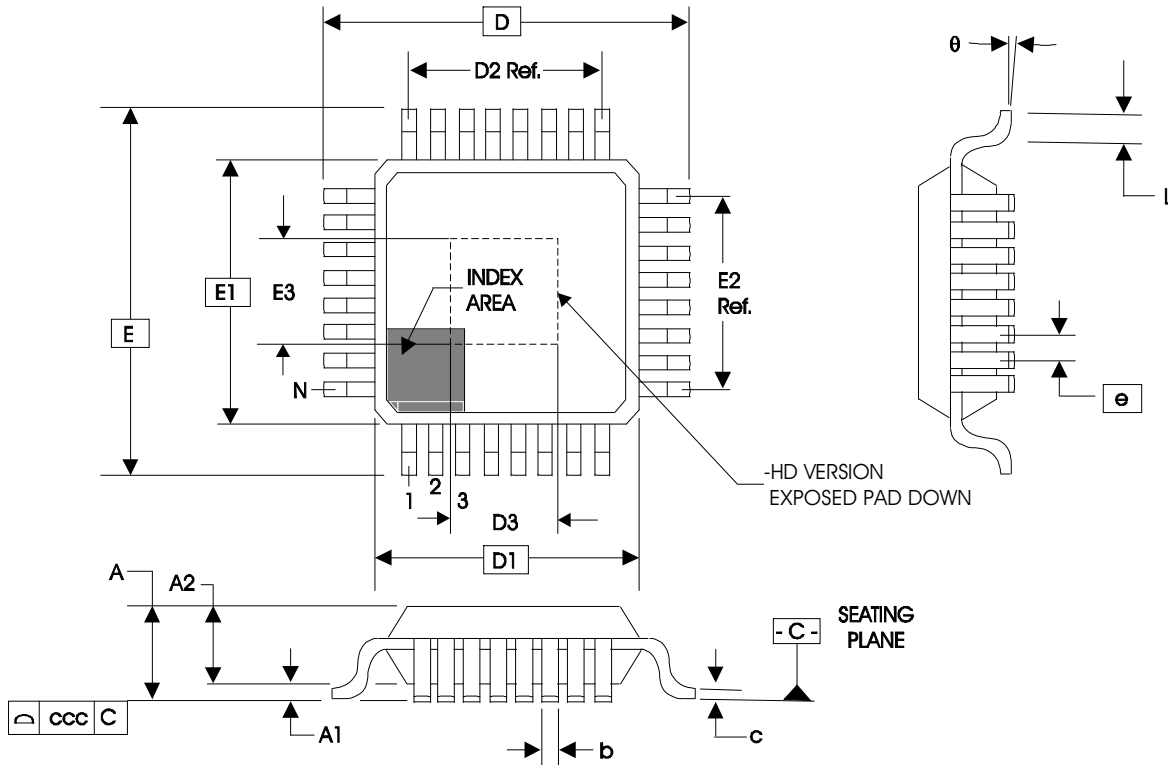 D
D2 Ref.
θ
L
E1
E3
E
INDEX
AREA
E2
Ref.
N
e
1
2
3
-HD VERSION
EXPOSED PAD DOWN
D3
D1
A
A2
- C -
SEATING
PLANE
⌓ ccc C
A1
b
c